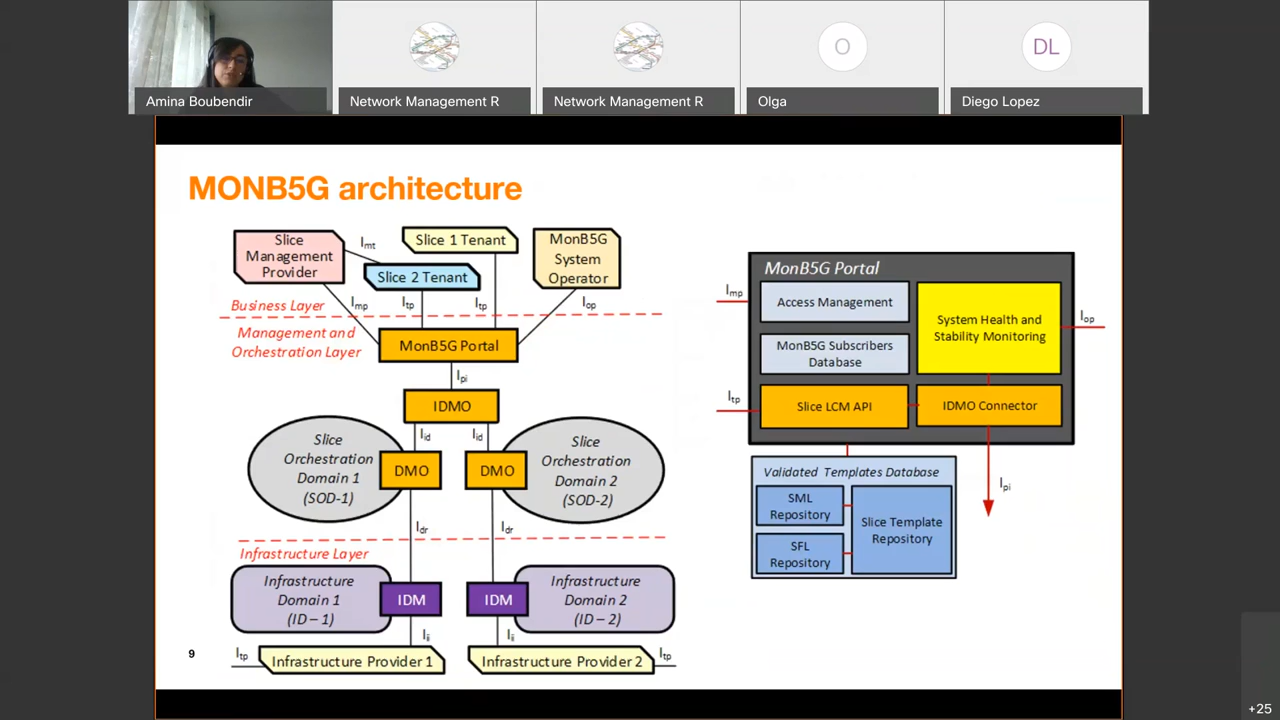 Amina Boubendir
Network Management R
Network Management R
O
Olga
DL
Diego Lopez
MONB5G architecture
Slice
Management
Provider
Imt
Slice 1 Tenant
Slice 2 Tenant
MonB5G
System
Operator
Business Layer
Imp
Itp
Itp
Iop
Management and
Orchestration Layer
MonB5G Portal
Ipi
IDMO
Iid
Iid
Slice
Orchestration
Domain 1
(SOD-1)
DMO
DMO
Slice
Orchestration
Domain 2
(SOD-2)
Idr
Idr
Infrastructure Layer
Infrastructure
Domain 1
(ID – 1)
IDM
IDM
Infrastructure
Domain 2
(ID – 2)
Iii
Iii
Itp
Infrastructure Provider 1
Infrastructure Provider 2
Itp
9
MonB5G Portal
Imp
Access Management
MonB5G Subscribers
Database
System Health and
Stability Monitoring
Iop
Itp
Slice LCM API
IDMO Connector
Ipi
Validated Templates Database
SML
Repository
SFL
Repository
Slice Template
Repository
+25